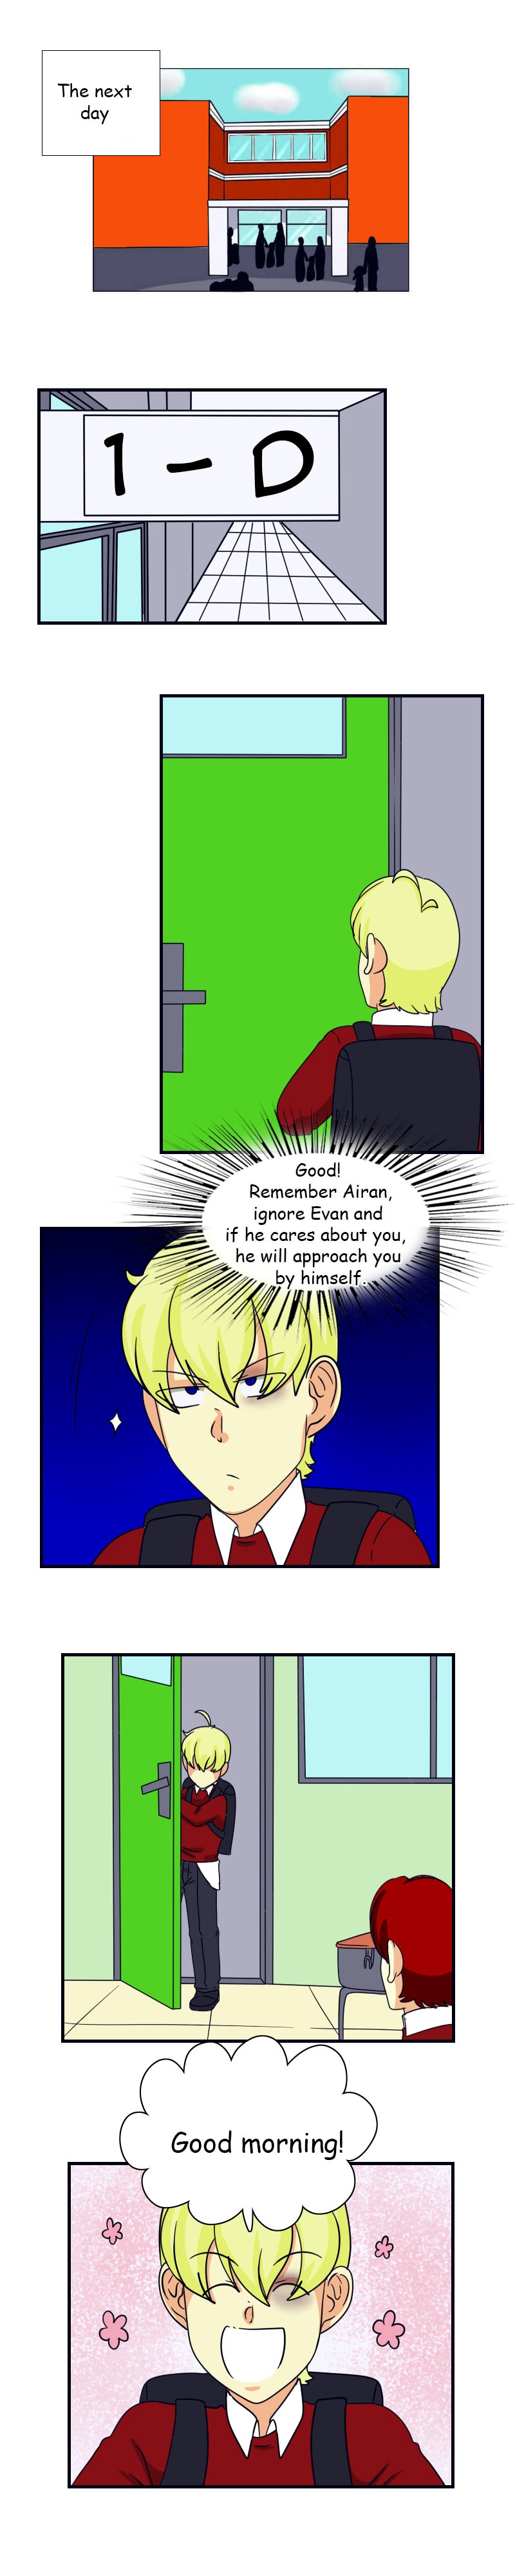 The next
day
1 - D
Good!
Remember Airan,
ignore Evan and
if he cares about you,
he will approach you
by himself.
Good morning!